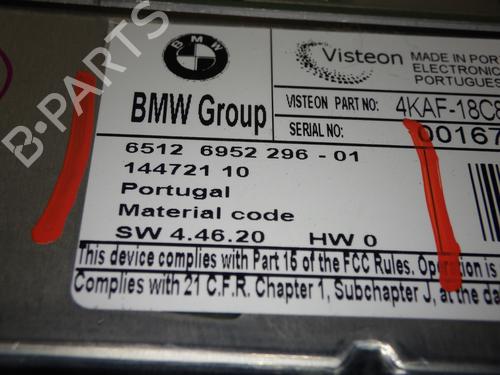 B-PARTS
BMW
Visteon
MADE IN POR
ELECTRONIC
PORTUGUES
BMW Group
VISTEON PART NO: 4KAF-18C8
SERIAL NO: 00167
6512 6952 296 - 01
144721 10
Portugal
Material code
SW 4.46.20 HW 0
This device complies with Part 15 of the FCC Rules. Operation is
Complies with 21 C.F.R. Chapter 1, Subchapter J, at the da